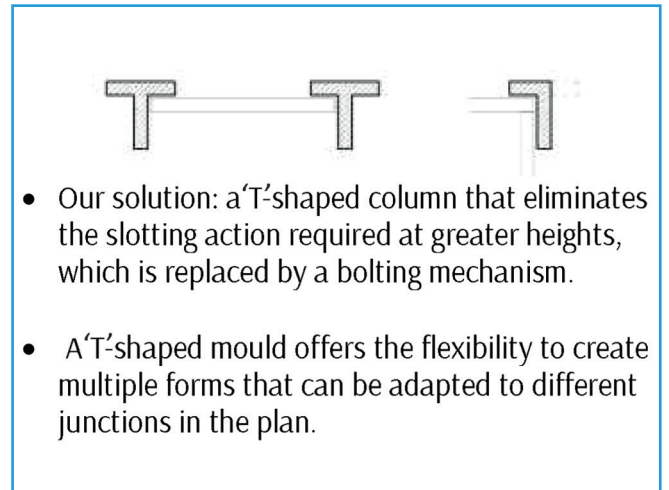 • Our solution: a‘T’-shaped column that eliminates
the slotting action required at greater heights,
which is replaced by a bolting mechanism.
• A‘T’-shaped mould offers the flexibility to create
multiple forms that can be adapted to different
junctions in the plan.